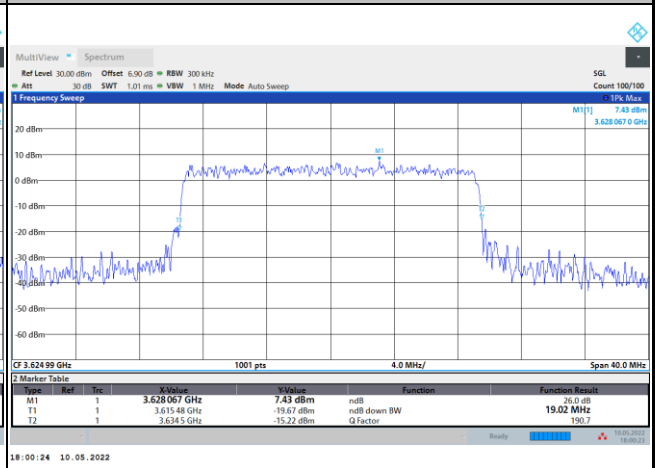 MultiView Spectrum
Ref Level 30.00 dBm Offset 6.90 dB RBW 300 kHz SGL
Att 30 dB SWT 1.01 ms VBW 1 MHz Mode Auto Sweep Count 100/100
1 Frequency Sweep 1Pk Max
M1[1] 7.43 dBm
3.628 067 0 GHz
20 dBm
M1
10 dBm
0 dBm
-10 dBm
T1 T2
-20 dBm
-30 dBm
-40 dBm
-50 dBm
-60 dBm
CF 3.624 99 GHz 1001 pts 4.0 MHz/ Span 40.0 MHz
2 Marker Table
Type Ref Trc X-Value Y-Value Function Function Result
M1 1 3.628 067 GHz 7.43 dBm ndB 26.0 dB
T1 1 3.615 48 GHz -19.67 dBm ndB down BW 19.02 MHz
T2 1 3.634 5 GHz -15.22 dBm Q Factor 190.7
Ready 10.05.2022
18:00:23
18:00:24 10.05.2022